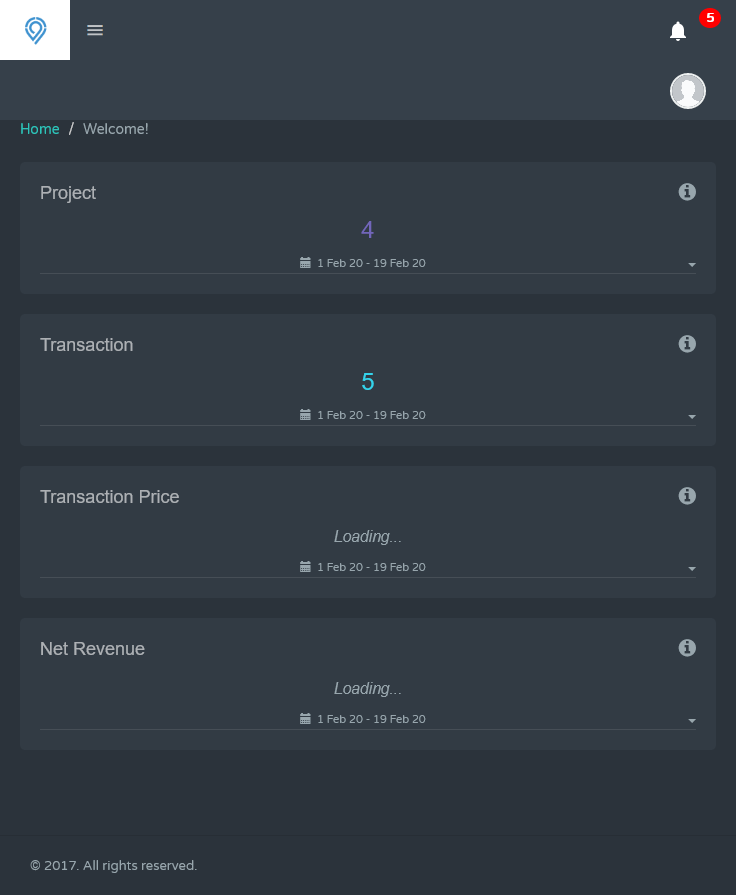 5
Home / Welcome!
Project
4
1 Feb 20 - 19 Feb 20
Transaction
5
1 Feb 20 - 19 Feb 20
Transaction Price
Loading...
1 Feb 20 - 19 Feb 20
Net Revenue
Loading...
1 Feb 20 - 19 Feb 20
© 2017. All rights reserved.